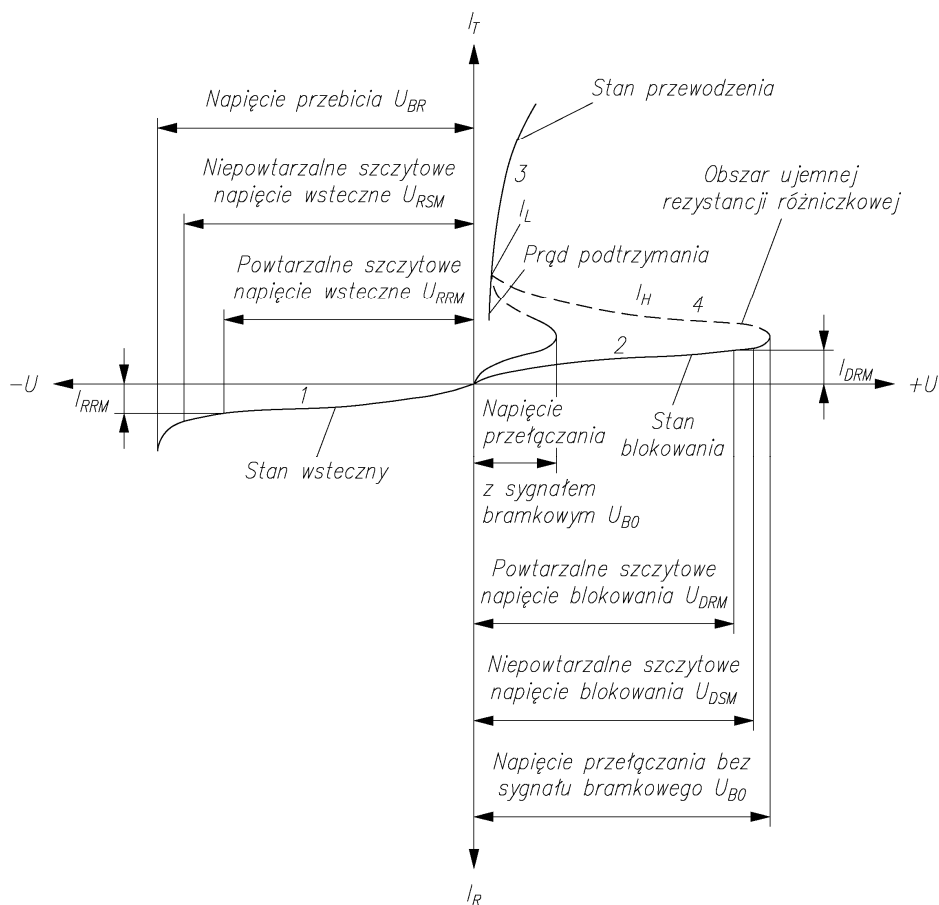 I_T
Stan przewodzenia
Napięcie przebicia U_BR
Niepowtarzalne szczytowe
napięcie wsteczne U_RSM
3
Obszar ujemnej
rezystancji różniczkowej
I_L
Prąd podtrzymania
Powtarzalne szczytowe
napięcie wsteczne U_RRM
I_H
4
2
I_DRM
-U
+U
I_RRM
1
Stan wsteczny
Napięcie
przełączania
Stan
blokowania
z sygnałem
bramkowym U_B0
Powtarzalne szczytowe
napięcie blokowania U_DRM
Niepowtarzalne szczytowe
napięcie blokowania U_DSM
Napięcie przełączania bez
sygnału bramkowego U_B0
I_R